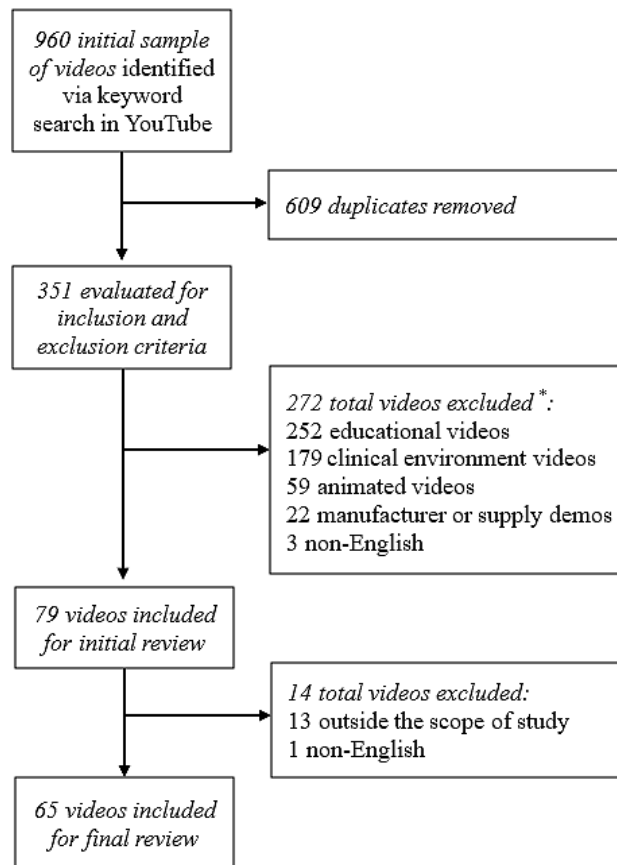 960 initial sample
of videos identified
via keyword
search in YouTube
609 duplicates removed
351 evaluated for
inclusion and
exclusion criteria
272 total videos excluded*:
252 educational videos
179 clinical environment videos
59 animated videos
22 manufacturer or supply demos
3 non-English
79 videos included
for initial review
14 total videos excluded:
13 outside the scope of study
1 non-English
65 videos included
for final review